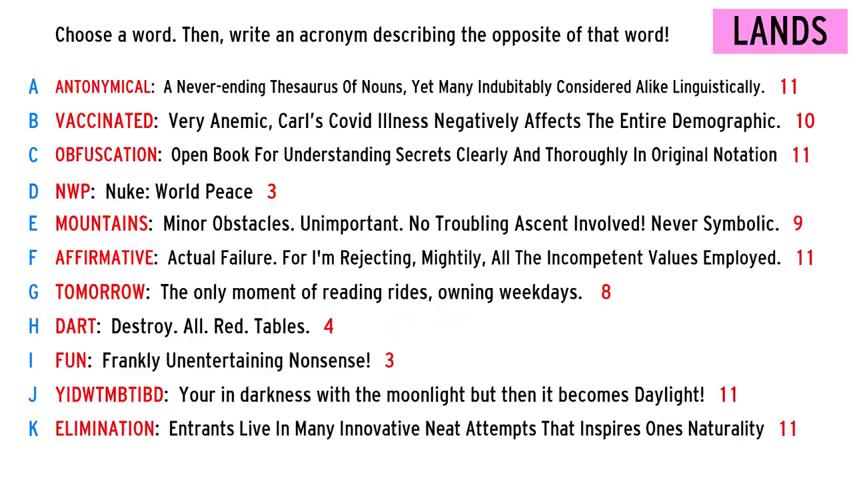 Choose a word. Then, write an acronym describing the opposite of that word!
LANDS
A ANTONYMICAL: A Never-ending Thesaurus Of Nouns, Yet Many Indubitably Considered Alike Linguistically. 11
B VACCINATED: Very Anemic, Carl's Covid Illness Negatively Affects The Entire Demographic. 10
C OBFUSCATION: Open Book For Understanding Secrets Clearly And Thoroughly In Original Notation 11
D NWP: Nuke: World Peace 3
E MOUNTAINS: Minor Obstacles. Unimportant. No Troubling Ascent Involved! Never Symbolic. 9
F AFFIRMATIVE: Actual Failure. For I'm Rejecting, Mightily, All The Incompetent Values Employed. 11
G TOMORROW: The only moment of reading rides, owning weekdays. 8
H DART: Destroy. All. Red. Tables. 4
I FUN: Frankly Unentertaining Nonsense! 3
J YIDWTMBTIBD: Your in darkness with the moonlight but then it becomes Daylight! 11
K ELIMINATION: Entrants Live In Many Innovative Neat Attempts That Inspires Ones Naturality 11